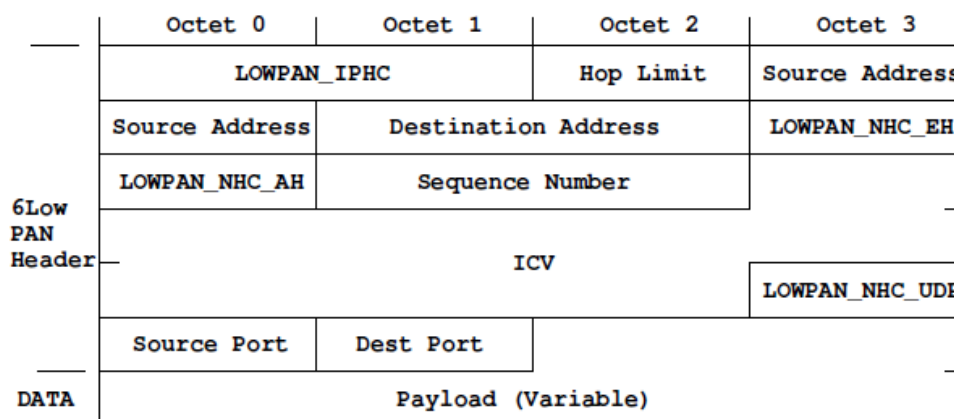 Octet 0 Octet 1 Octet 2 Octet 3
LOWPAN_IPHC Hop Limit Source Address
Source Address Destination Address LOWPAN_NHC_EH
LOWPAN_NHC_AH Sequence Number
6Low
PAN
Header
ICV
LOWPAN_NHC_UDP
Source Port Dest Port
DATA Payload (Variable)